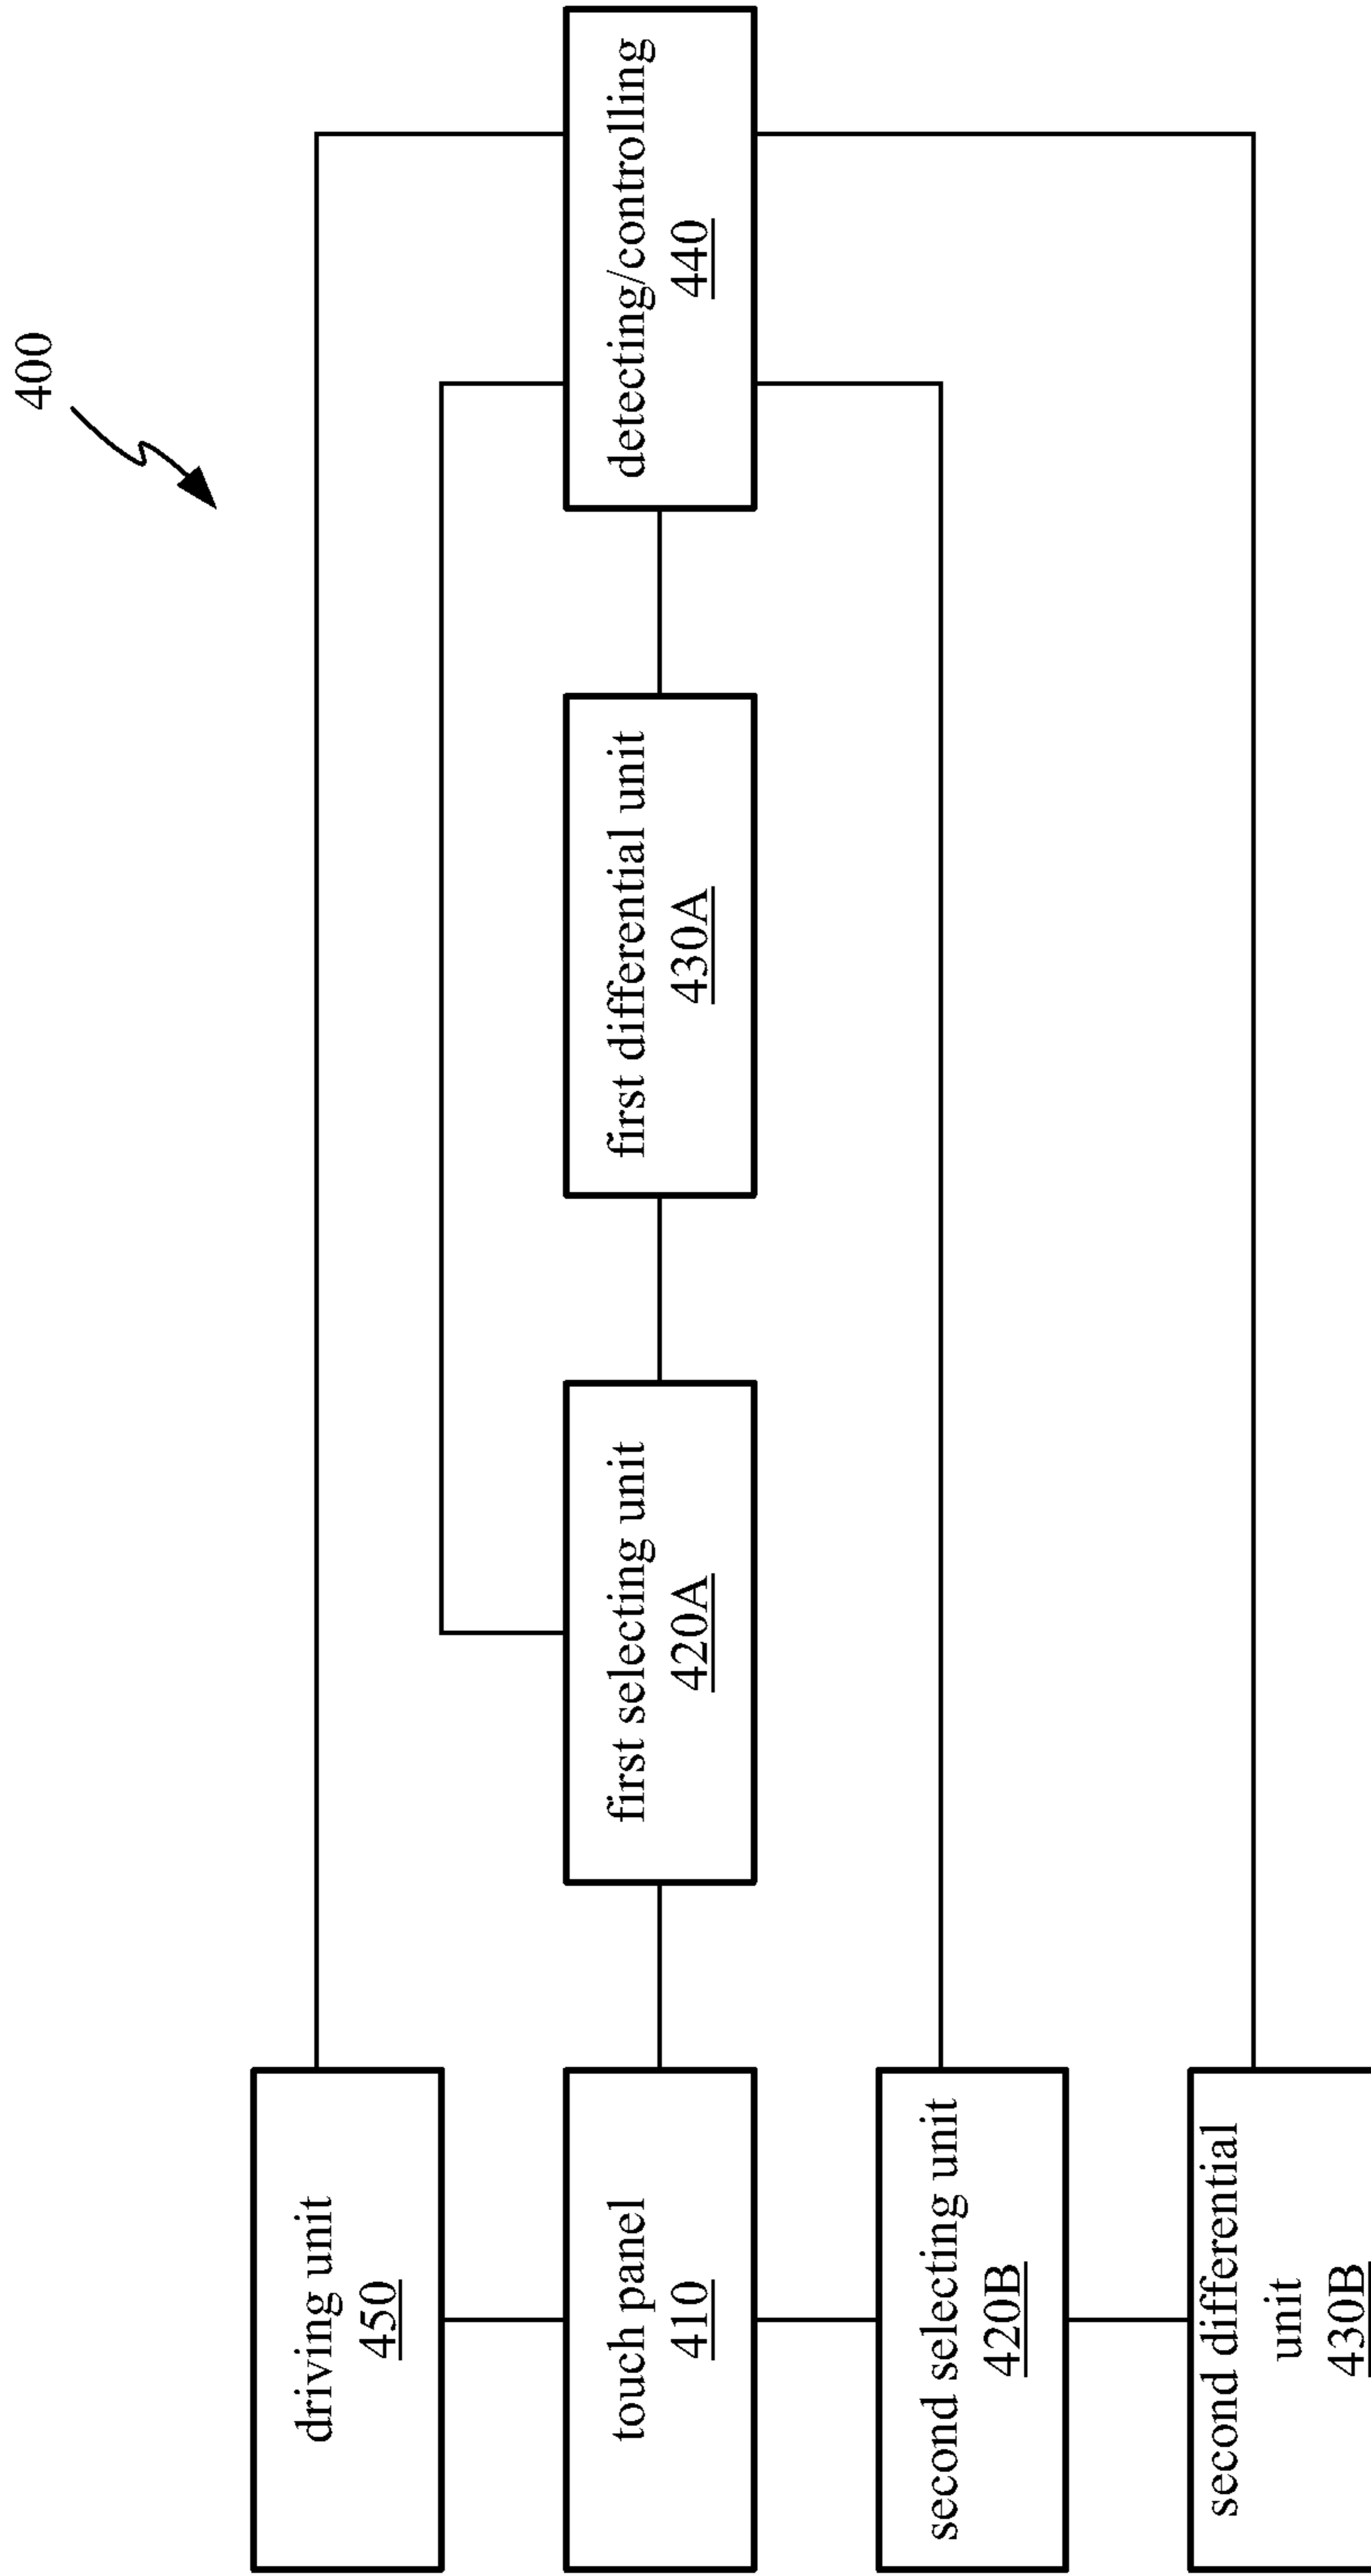 400
driving unit
450
touch panel
410
first selecting unit
420A
first differential unit
430A
detecting/controlling
440
second selecting unit
420B
second differential
unit
430B